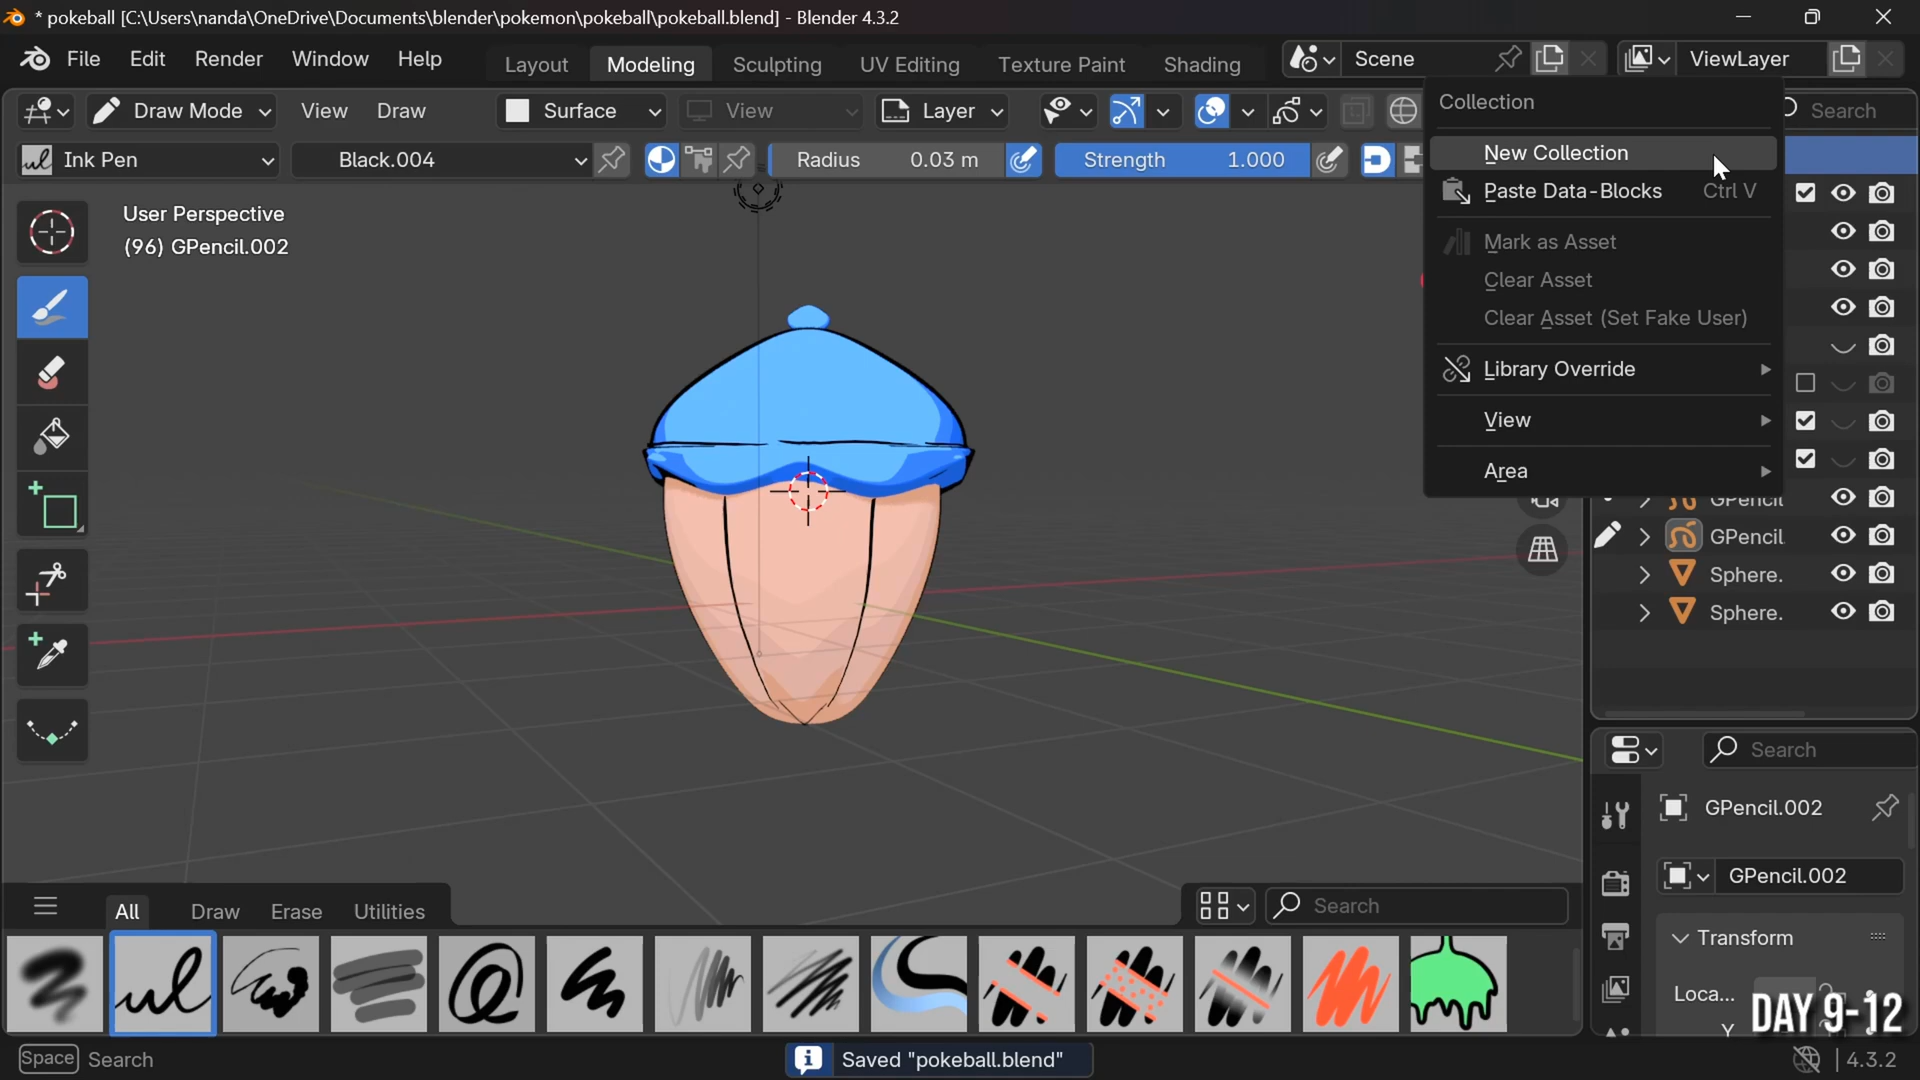 * pokeball [C:\Users\nanda\OneDrive\Documents\blender\pokemon\pokeball\pokeball.blend] - Blender 4.3.2
File Edit Render Window Help Layout Modeling Sculpting UV Editing Texture Paint Shading Scene ViewLayer
Draw Mode View Draw Surface View Layer Search
Ink Pen Black.004 Radius 0.03 m Strength 1.000
Collection
New Collection
Paste Data-Blocks Ctrl V
Mark as Asset
Clear Asset
Clear Asset (Set Fake User)
Library Override
View
Area
User Perspective
(96) GPencil.002
GPencil
GPencil.
Sphere.
Sphere.
Search
GPencil.002
GPencil.002
Transform
Loca...
Y
DAY 9-12
All Draw Erase Utilities Search
Space Search
Saved "pokeball.blend"
4.3.2